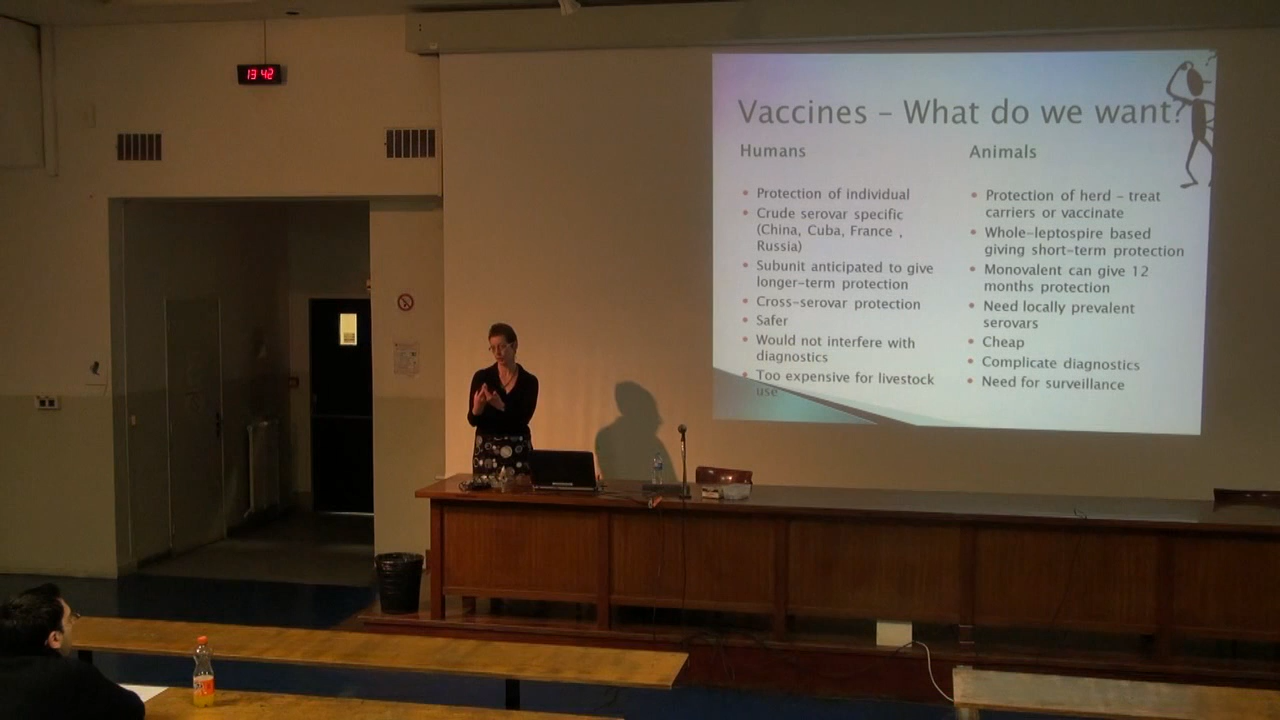 13 42
Vaccines – What do we want?
Humans
Protection of individual
Crude serovar specific
(China, Cuba, France ,
Russia)
Subunit anticipated to give
longer-term protection
Cross-serovar protection
Safer
Would not interfere with
diagnostics
Too expensive for livestock
use
Animals
Protection of herd – treat
carriers or vaccinate
Whole-leptospire based
giving short-term protection
Monovalent can give 12
months protection
Need locally prevalent
serovars
Cheap
Complicate diagnostics
Need for surveillance